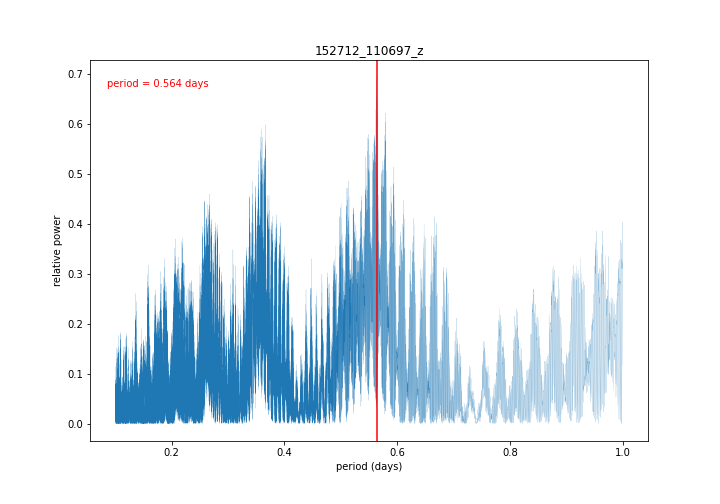 152712_110697_z
period = 0.564 days
0.7
0.6
0.5
0.4
0.3
0.2
0.1
0.0
relative power
0.2 0.4 0.6 0.8 1.0
period (days)